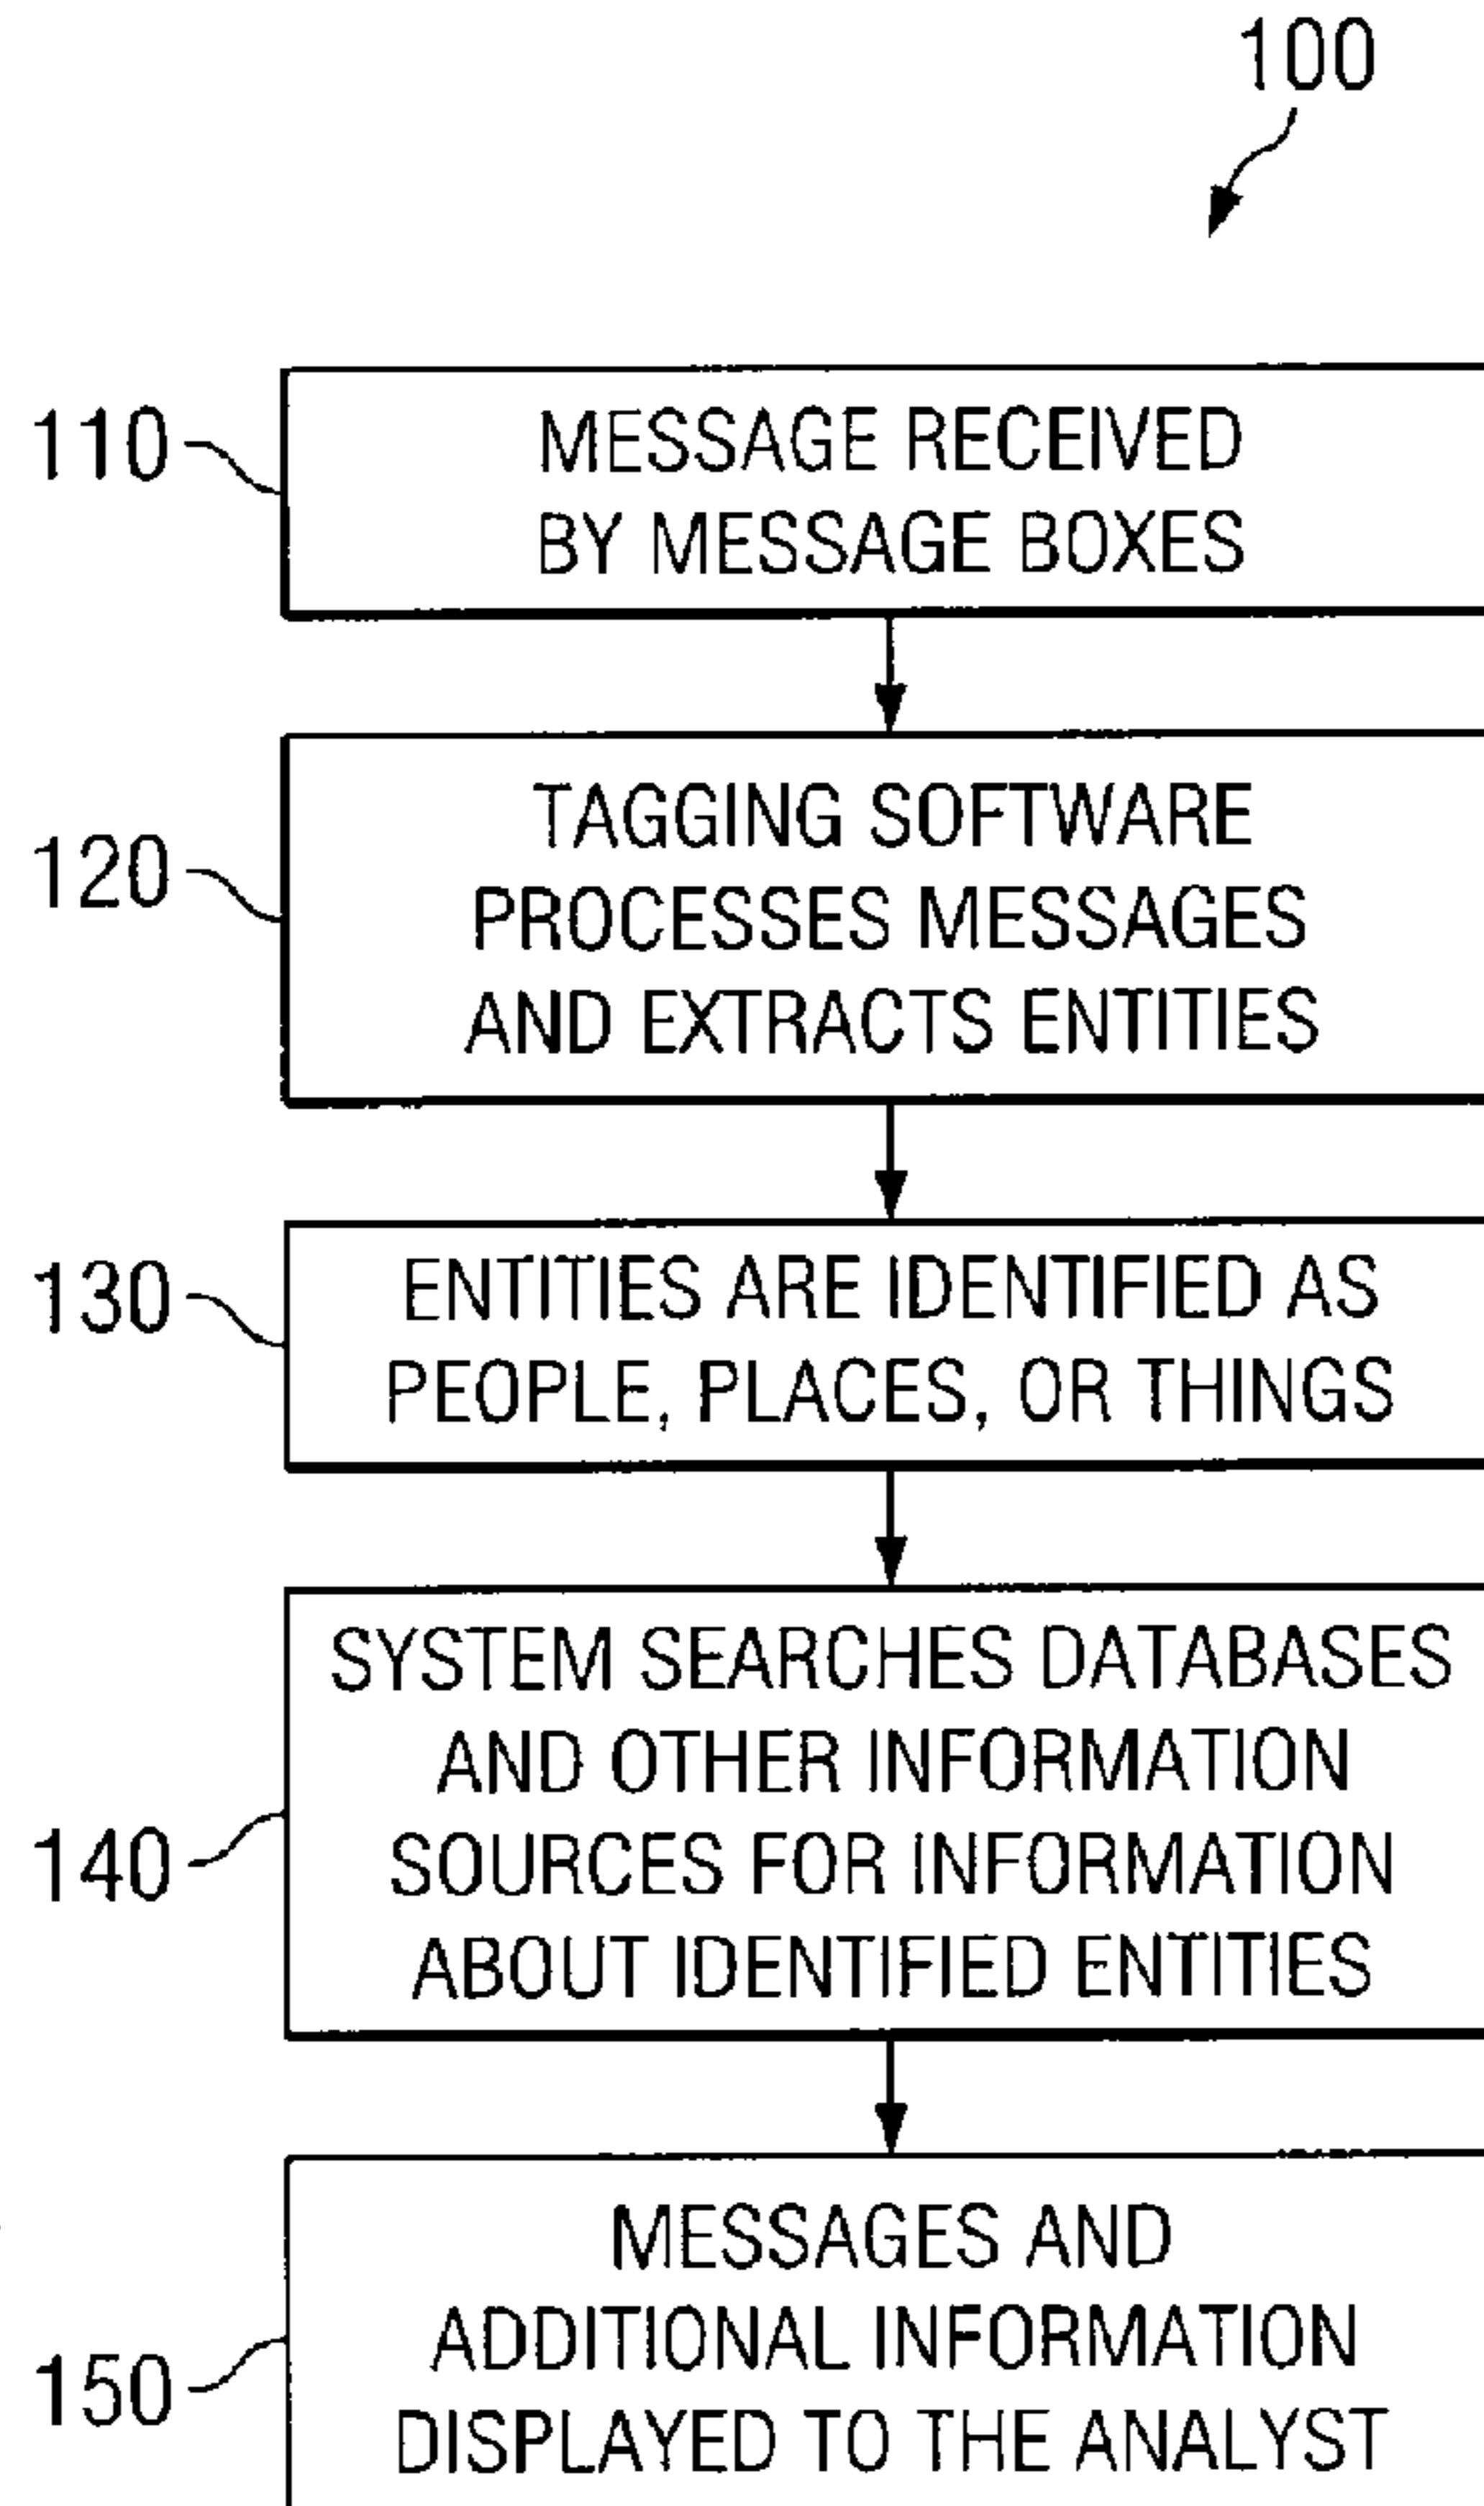 100
110
MESSAGE RECEIVED
BY MESSAGE BOXES
120
TAGGING SOFTWARE
PROCESSES MESSAGES
AND EXTRACTS ENTITIES
130
ENTITIES ARE IDENTIFIED AS
PEOPLE, PLACES, OR THINGS
140
SYSTEM SEARCHES DATABASES
AND OTHER INFORMATION
SOURCES FOR INFORMATION
ABOUT IDENTIFIED ENTITIES
150
MESSAGES AND
ADDITIONAL INFORMATION
DISPLAYED TO THE ANALYST